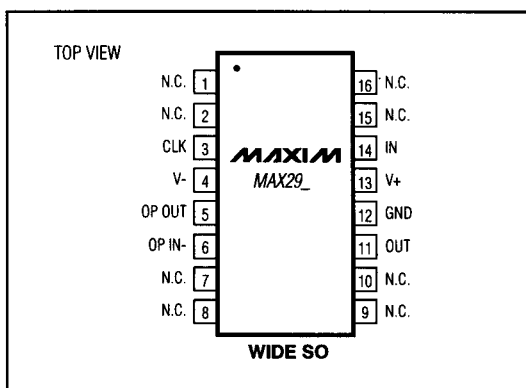 TOP VIEW
N.C. 1 16 N.C.
N.C. 2 15 N.C.
CLK 3 14 IN
V- 4 13 V+
OP OUT 5 12 GND
OP IN- 6 11 OUT
N.C. 7 10 N.C.
N.C. 8 9 N.C.
MAXIM
MAX29_
WIDE SO